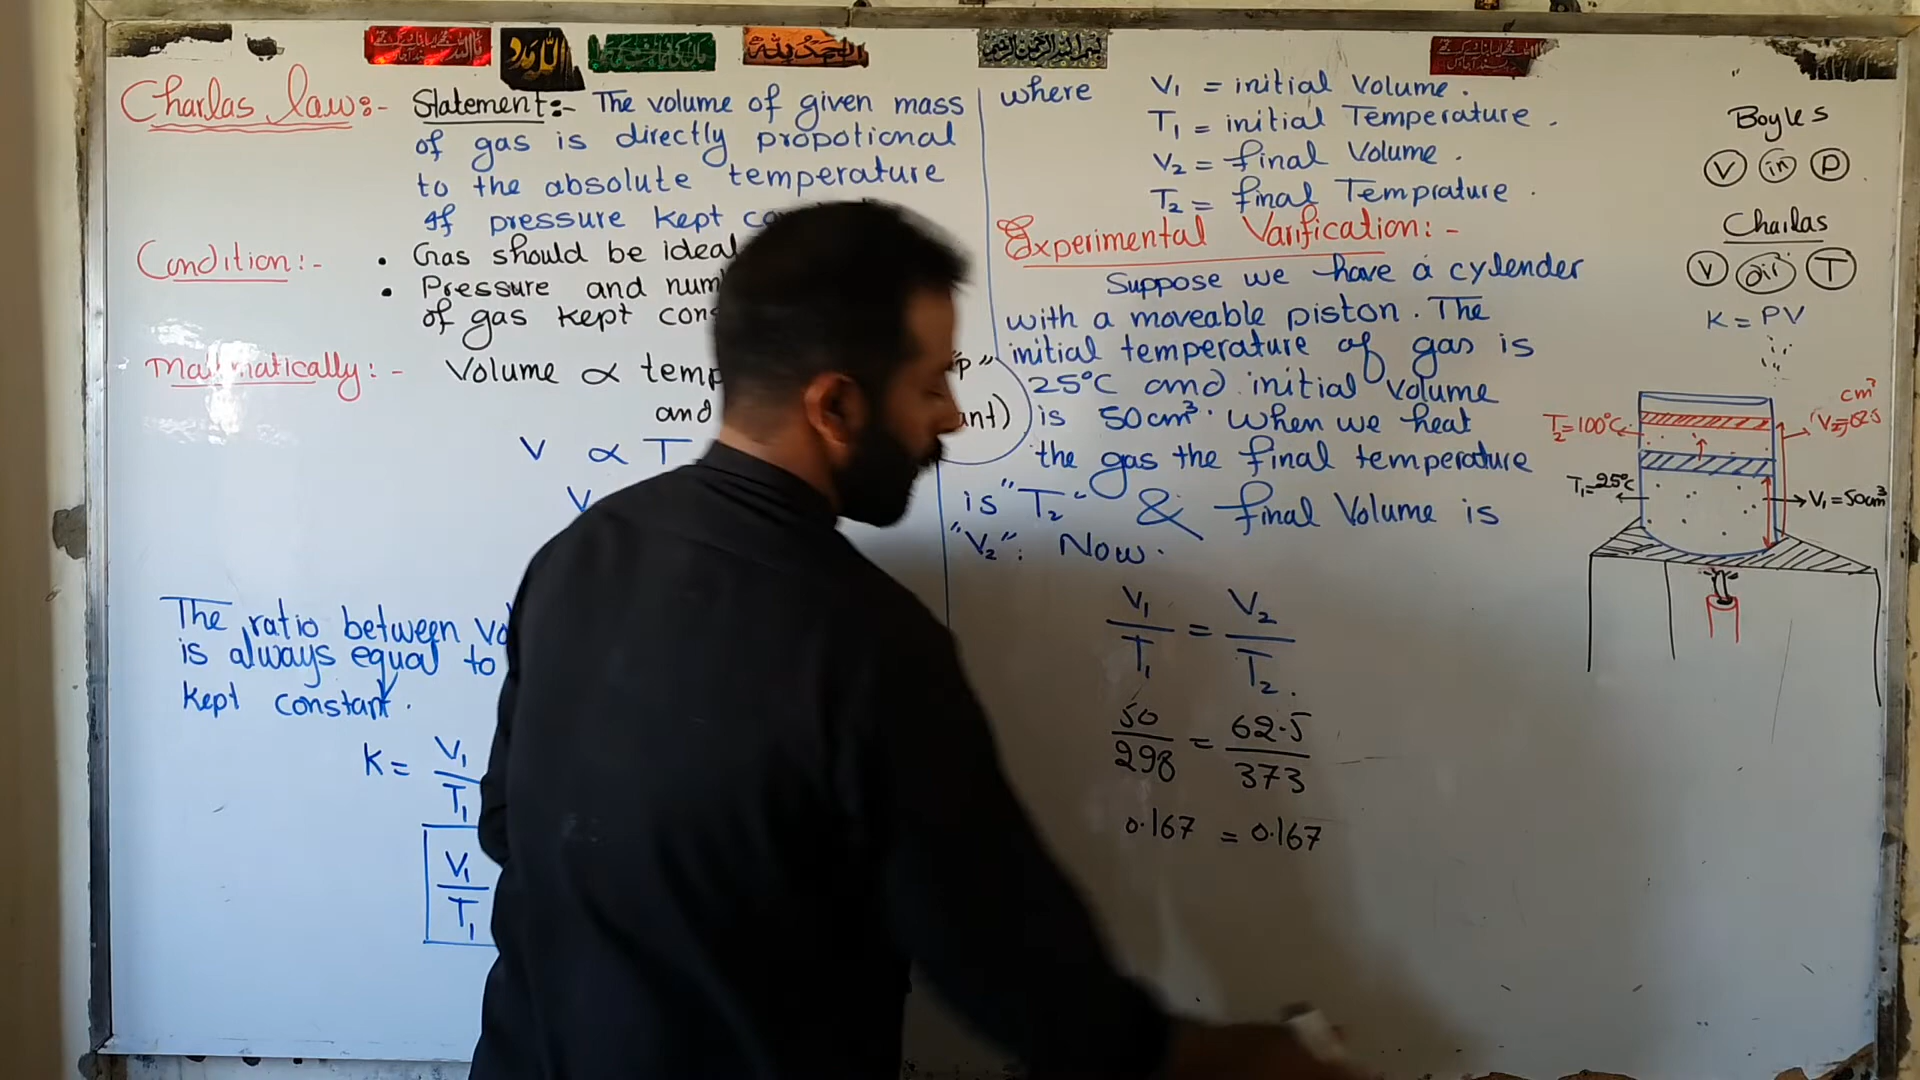 Charlas law:- Statement:- The volume of given mass
of gas is directly propotional
to the absolute temperature
If pressure kept
Condition:- • Gas should be ideal
• Pressure and num
of gas kept cons
Mathmatically:- Volume ∝ temp "P"
and ant)
V ∝ T
V
The ratio between Vo
is always equal to
kept constant.
K = V₁
T₁
V₁
T₁
where V₁ = initial Volume.
T₁ = initial Temperature.
V₂ = final Volume.
T₂ = final Temprature.
Experimental Varification:-
Suppose we have a cylender
with a moveable piston. The
initial temperature of gas is
25°C and initial volume
is 50cm³. When we heat
the gas the final temperature
is "T₂" & final Volume is
"V₂". Now.
V₁/T₁ = V₂/T₂.
50/298 = 62.5/373
0.167 = 0.167
Boyles
V in P
Charlas
V dir T
K = PV
cm³
T₂=100°C
T₁=25°C
V₁=50cm³